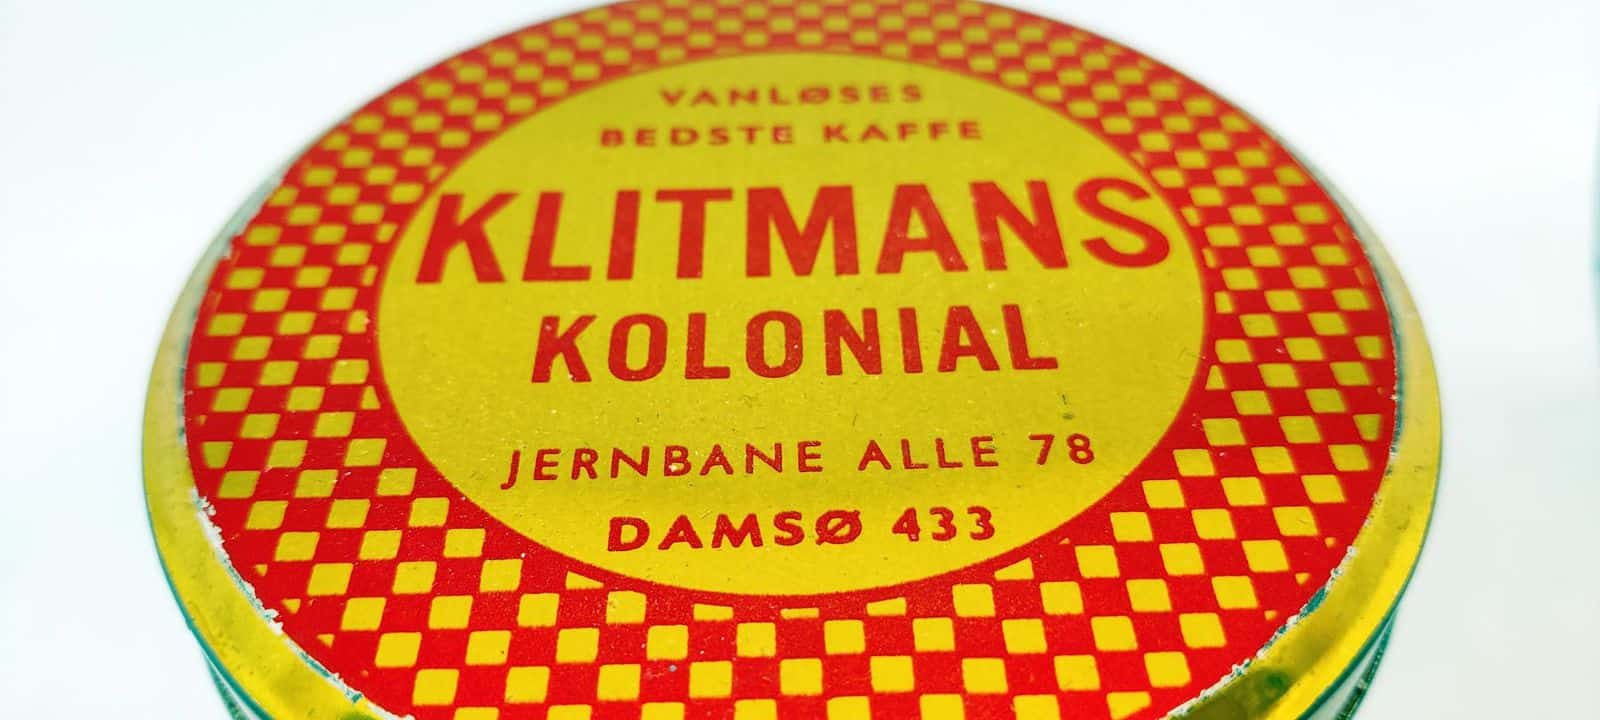 VANLØSES
BEDSTE KAFFE
KLITMANS
KOLONIAL
JERNBANE ALLE 78
DAMSØ 433